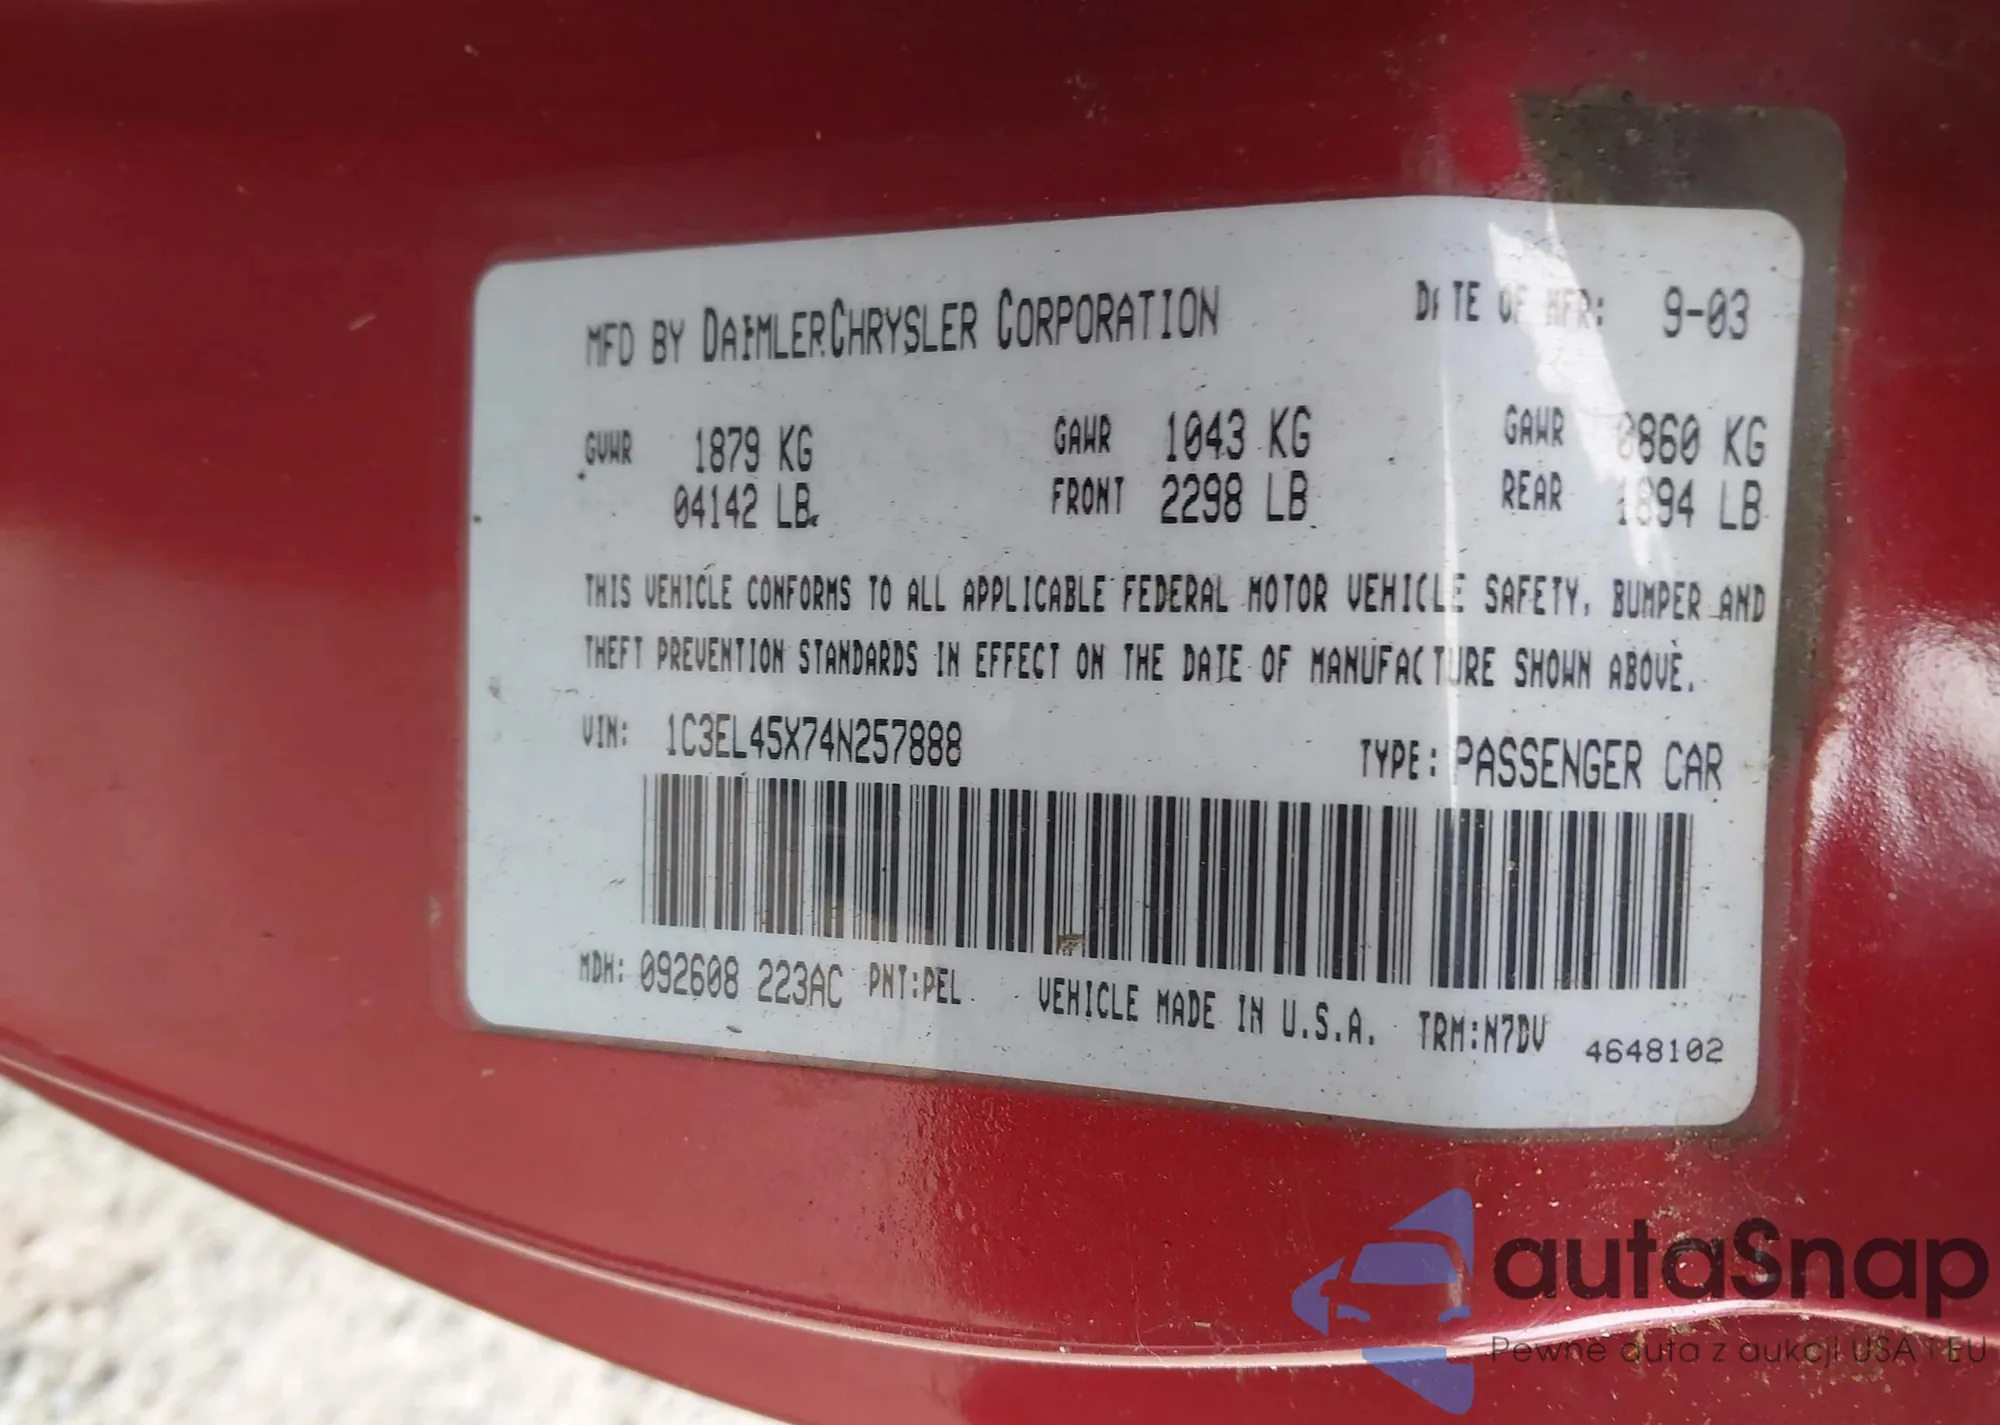 MFD BY DAIMLERCHRYSLER CORPORATION DATE OF MFR: 9-03
GVWR 1879 KG GAWR 1043 KG GAWR 0860 KG
04142 LB FRONT 2298 LB REAR 1894 LB
THIS VEHICLE CONFORMS TO ALL APPLICABLE FEDERAL MOTOR VEHICLE SAFETY, BUMPER AND
THEFT PREVENTION STANDARDS IN EFFECT ON THE DATE OF MANUFACTURE SHOWN ABOVE.
VIN: 1C3EL45X74N257888 TYPE: PASSENGER CAR
MDH: 092608 223AC PNT:PEL VEHICLE MADE IN U.S.A. TRM:N7DV 4648102
autaSnap
Pewne auta z aukcji USA i EU